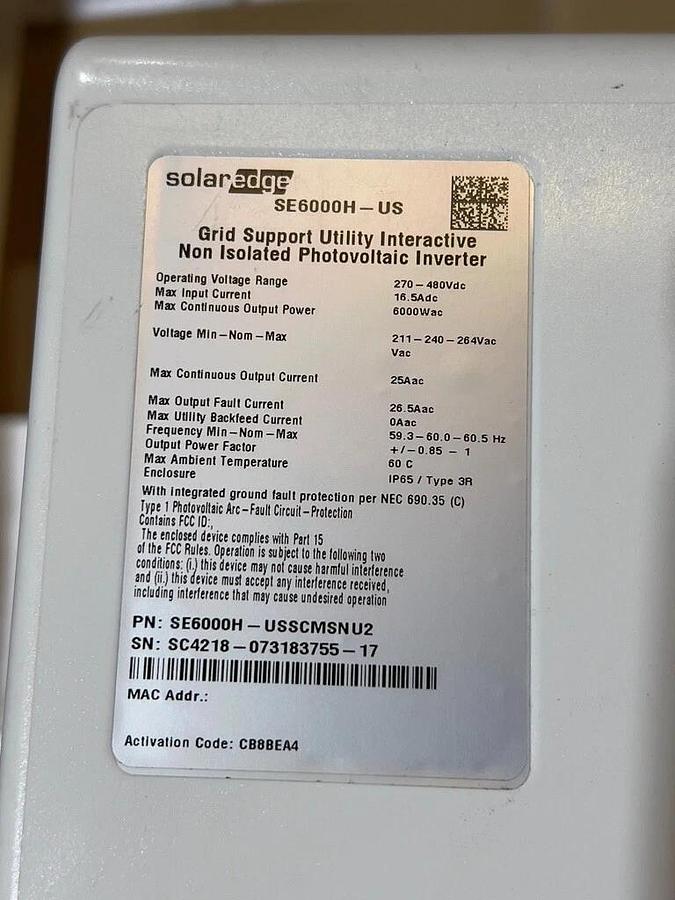 solaredge
SE6000H-US
Grid Support Utility Interactive
Non Isolated Photovoltaic Inverter
Operating Voltage Range 270-480Vdc
Max Input Current 16.5Adc
Max Continuous Output Power 6000Wac
Voltage Min-Nom-Max 211-240-264Vac
Vac
Max Continuous Output Current 25Aac
Max Output Fault Current 26.5Aac
Max Utility Backfeed Current 0Aac
Frequency Min-Nom-Max 59.3-60.0-60.5 Hz
Output Power Factor +/-0.85 - 1
Max Ambient Temperature 60 C
Enclosure IP65 / Type 3R
With integrated ground fault protection per NEC 690.35 (C)
Type 1 Photovoltaic Arc-Fault Circuit-Protection
Contains FCC ID:,
The enclosed device complies with Part 15
of the FCC Rules. Operation is subject to the following two
conditions: (i.) this device may not cause harmful interference
and (ii.) this device must accept any interference received,
including interference that may cause undesired operation
PN: SE6000H-USSCMSNU2
SN: SC4218-073183755-17
MAC Addr.:
Activation Code: CB8BEA4